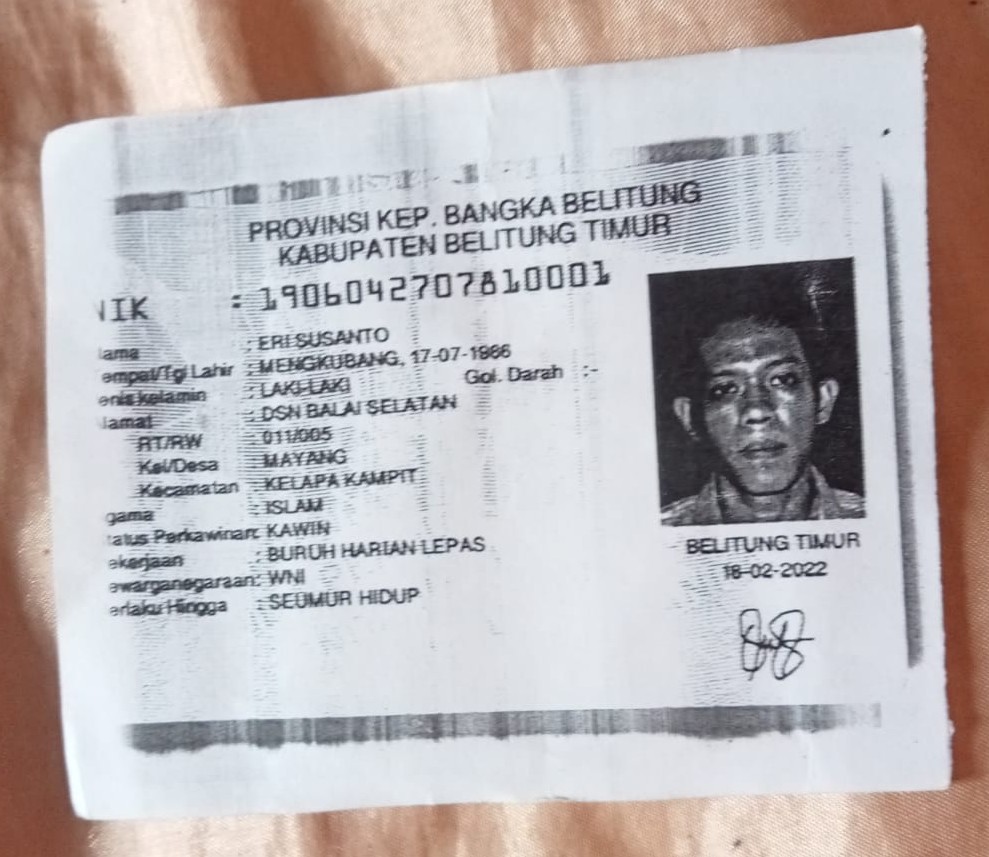 PROVINSI KEP. BANGKA BELITUNG
KABUPATEN BELITUNG TIMUR
NIK : 1906042707810001
lama : ERI SUSANTO
empat/Tgl Lahir : MENGKUBANG, 17-07-1986
enis kelamin : LAKI-LAKI Gol. Darah :-
lamat : DSN BALAI SELATAN
RT/RW : 011/005
Kel/Desa : MAYANG
Kecamatan : KELAPA KAMPIT
gama : ISLAM
atus Perkawinan: KAWIN
ekerjaan : BURUH HARIAN LEPAS
ewarganegaraan: WNI
erlaku Hingga : SEUMUR HIDUP
BELITUNG TIMUR
18-02-2022